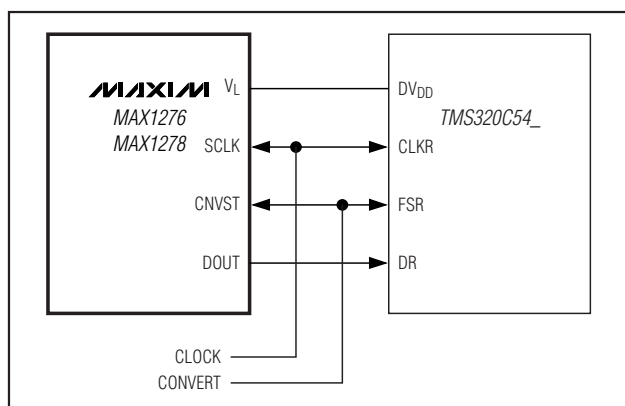 MAXIM
MAX1276
MAX1278
VL
SCLK
CNVST
DOUT
DVDD
TMS320C54_
CLKR
FSR
DR
CLOCK
CONVERT